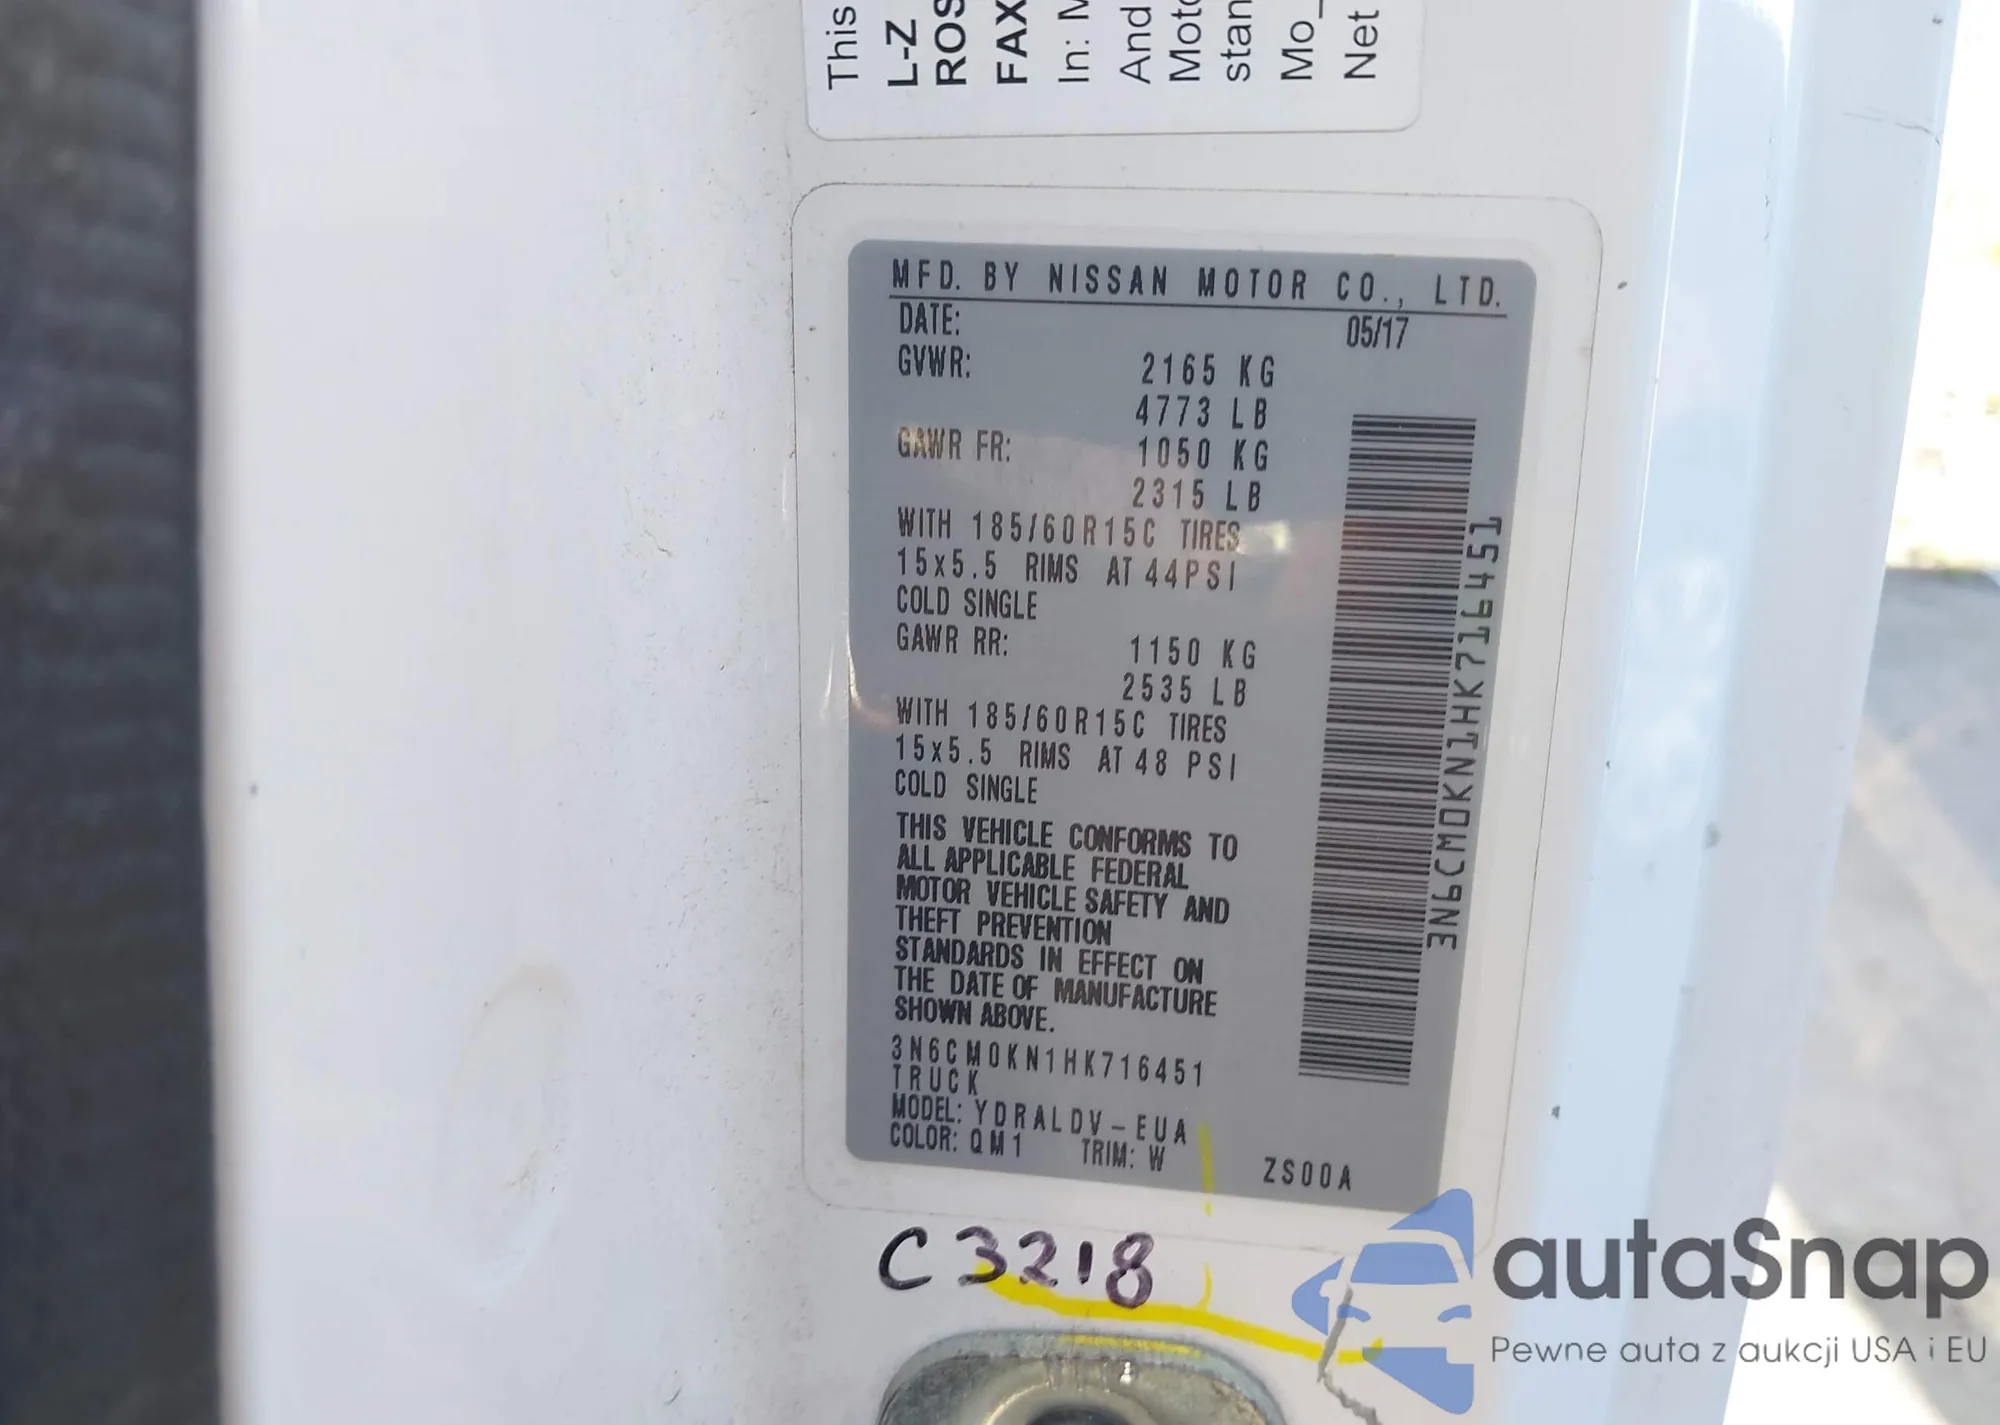 This
L-Z
ROS
FAX
In: M
And
Moto
stan
Mo_
Net
MFD. BY NISSAN MOTOR CO., LTD.
DATE: 05/17
GVWR: 2165 KG
4773 LB
GAWR FR: 1050 KG
2315 LB
WITH 185/60R15C TIRES
15x5.5 RIMS AT 44PSI
COLD SINGLE
GAWR RR: 1150 KG
2535 LB
WITH 185/60R15C TIRES
15x5.5 RIMS AT 48 PSI
COLD SINGLE
THIS VEHICLE CONFORMS TO
ALL APPLICABLE FEDERAL
MOTOR VEHICLE SAFETY AND
THEFT PREVENTION
STANDARDS IN EFFECT ON
THE DATE OF MANUFACTURE
SHOWN ABOVE.
3N6CM0KN1HK716451
TRUCK
MODEL: YDRALDV-EUA
COLOR: QM1 TRIM: W ZS00A
3N6CM0KN1HK716451
C3218
autaSnap
Pewne auta z aukcji USA i EU